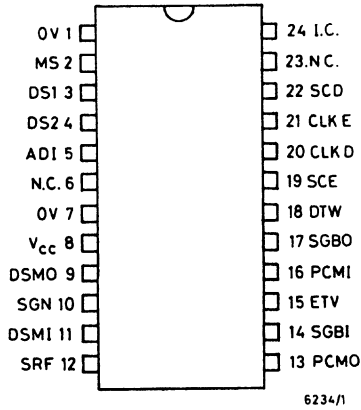 0V 1
MS 2
DS1 3
DS2 4
ADI 5
N.C. 6
0V 7
Vcc 8
DSMO 9
SGN 10
DSMI 11
SRF 12
24 I.C.
23.N.C.
22 SCD
21 CLKE
20 CLKD
19 SCE
18 DTW
17 SGBO
16 PCMI
15 ETV
14 SGBI
13 PCMO
6234/1